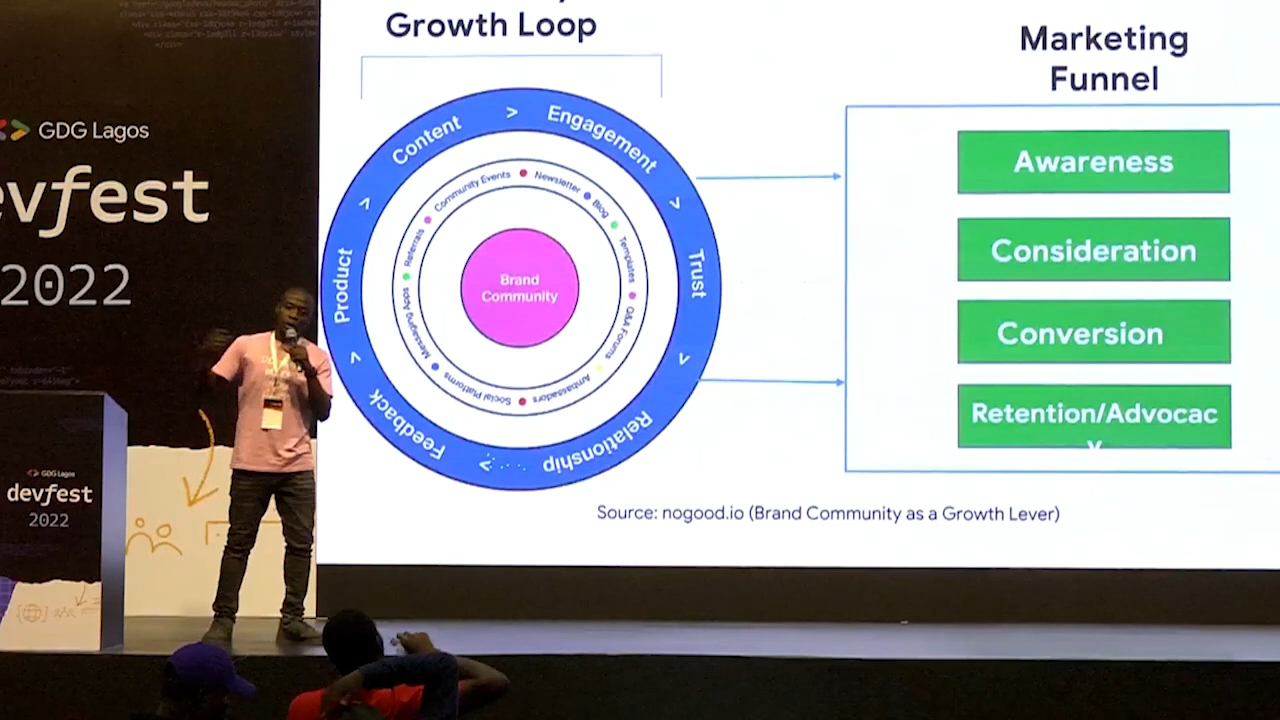 GDG Lagos
devfest
2022
GDG Lagos
devfest
2022
Growth Loop
Content
>
Engagement
>
Trust
>
Relationship
>
Feedback
>
Product
>
Community Events
Newsletter
Blog
Templates
Q&A Forums
Ambassadors
Social Platforms
Messaging Apps
Referrals
Brand
Community
Marketing
Funnel
Awareness
Consideration
Conversion
Retention/Advocac
y
Source: nogood.io (Brand Community as a Growth Lever)